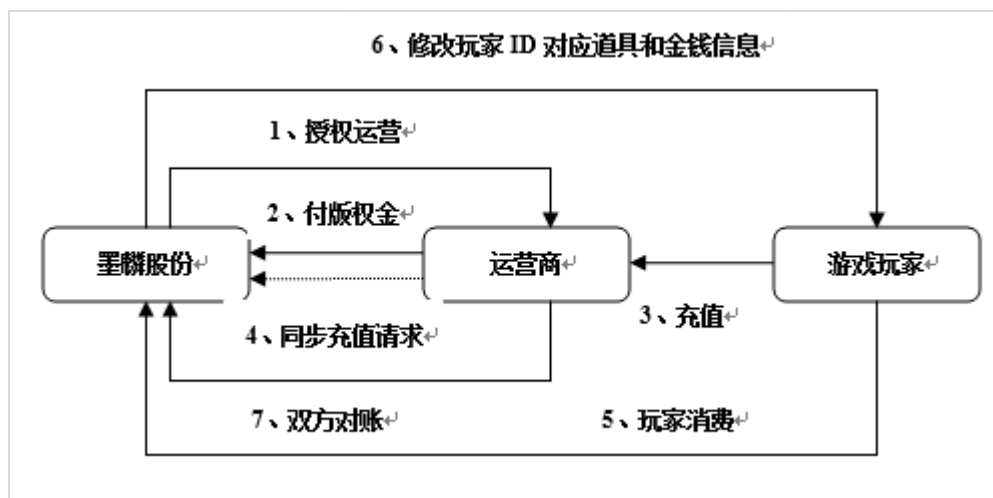 6、修改玩家 ID 对应道具和金钱信息↵
1、授权运营↵
2、付版权金↵
墨麟股份↵
运营商↵
游戏玩家↵
3、充值↵
4、同步充值请求↵
7、双方对账↵
5、玩家消费↵